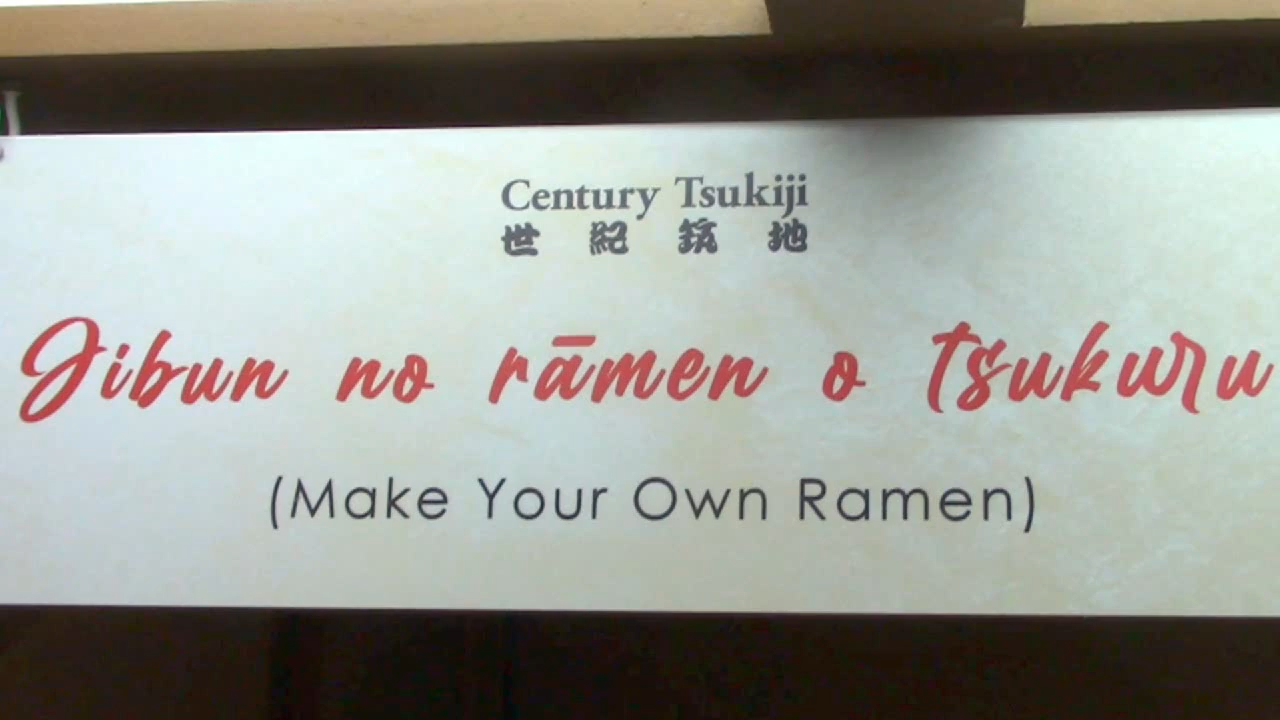 Century Tsukiji
世紀築地
Jibun no rāmen o tsukuru
(Make Your Own Ramen)